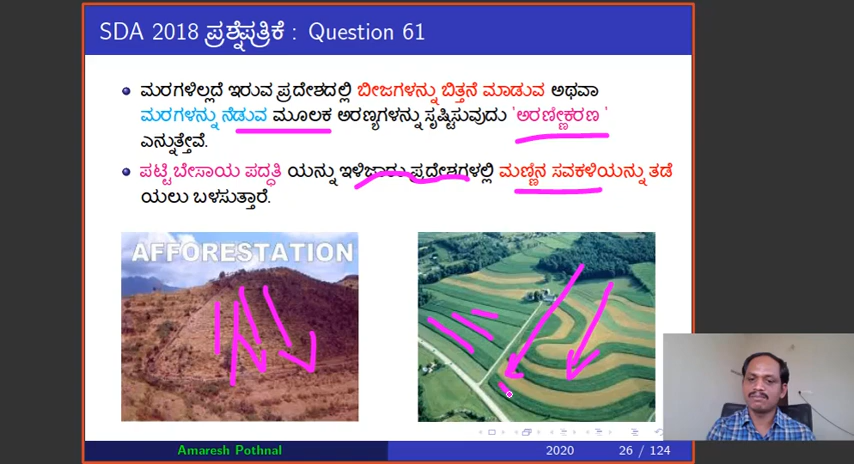 SDA 2018 ಪ್ರಶ್ನೆಪತ್ರಿಕೆ : Question 61
ಮರಗಳಿಲ್ಲದೆ ಇರುವ ಪ್ರದೇಶದಲ್ಲಿ ಬೀಜಗಳನ್ನು ಬಿತ್ತನೆ ಮಾಡುವ ಅಥವಾ
ಮರಗಳನ್ನು ನೆಡುವ ಮೂಲಕ ಅರಣ್ಯಗಳನ್ನು ಸೃಷ್ಟಿಸುವುದು 'ಅರಣೀಕರಣ '
ಎನ್ನುತ್ತೇವೆ.
ಪಟ್ಟಿ ಬೇಸಾಯ ಪದ್ಧತಿ ಯನ್ನು ಇಳಿಜಾರು ಪ್ರದೇಶಗಳಲ್ಲಿ ಮಣ್ಣಿನ ಸವಕಳಿಯನ್ನು ತಡೆ
ಯಲು ಬಳಸುತ್ತಾರೆ.
AFFORESTATION
Amaresh Pothnal 2020 26 / 124